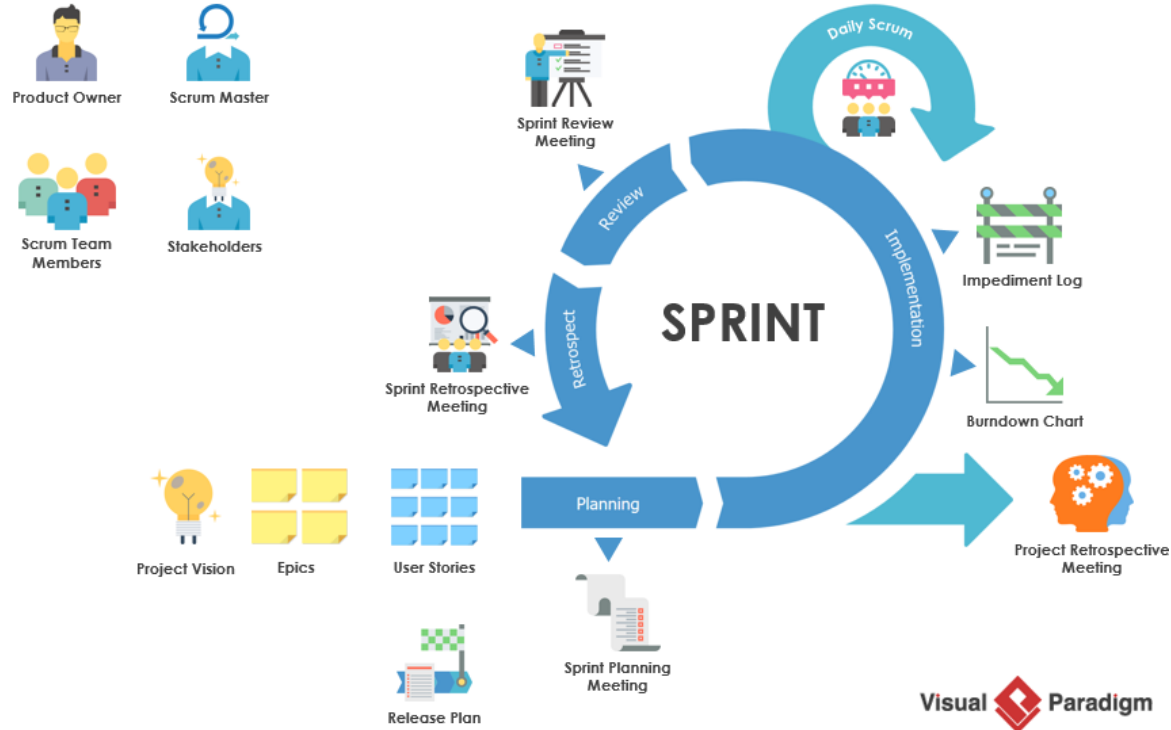 Product Owner
Scrum Master
Scrum Team
Members
Stakeholders
Sprint Review
Meeting
Daily Scrum
Review
Implementation
Impediment Log
SPRINT
Retrospect
Sprint Retrospective
Meeting
Burndown Chart
Project Vision
Epics
User Stories
Planning
Project Retrospective
Meeting
Sprint Planning
Meeting
Release Plan
Visual Paradigm